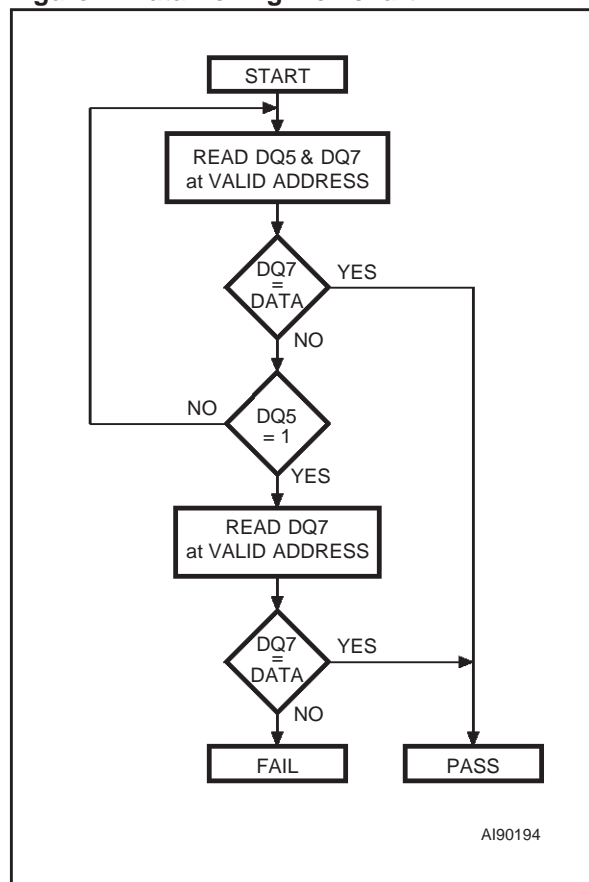 START
READ DQ5 & DQ7
at VALID ADDRESS
DQ7
=
DATA
YES
NO
NO
DQ5
= 1
YES
READ DQ7
at VALID ADDRESS
DQ7
=
DATA
YES
NO
FAIL
PASS
AI90194